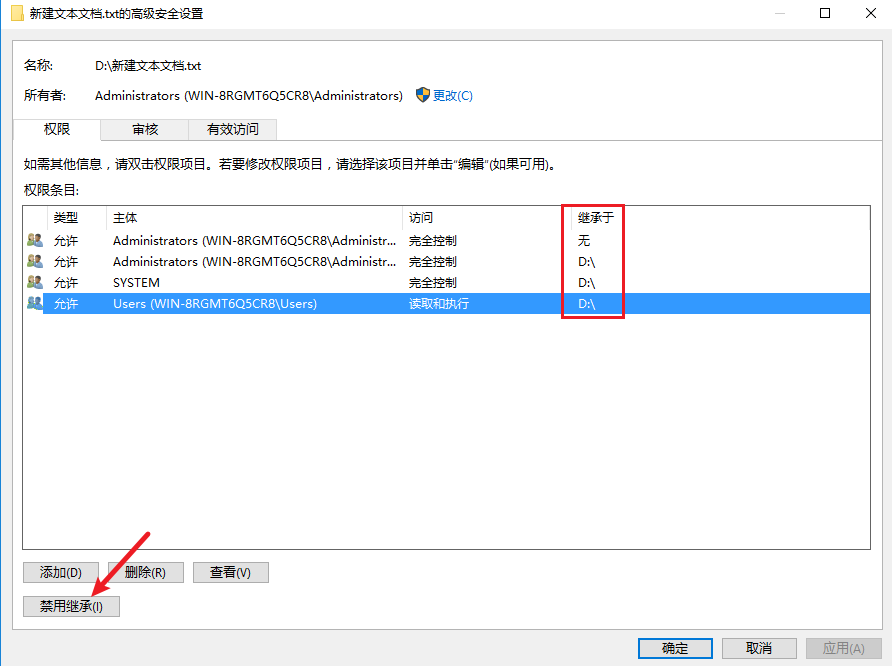 新建文本文档.txt的高级安全设置
名称: D:\新建文本文档.txt
所有者: Administrators (WIN-8RGMT6Q5CR8\Administrators) 更改(C)
权限 审核 有效访问
如需其他信息，请双击权限项目。若要修改权限项目，请选择该项目并单击"编辑"(如果可用)。
权限条目:
类型 主体 访问 继承于
允许 Administrators (WIN-8RGMT6Q5CR8\Administr... 完全控制 无
允许 Administrators (WIN-8RGMT6Q5CR8\Administr... 完全控制 D:\
允许 SYSTEM 完全控制 D:\
允许 Users (WIN-8RGMT6Q5CR8\Users) 读取和执行 D:\
添加(D) 删除(R) 查看(V)
禁用继承(I)
确定 取消 应用(A)